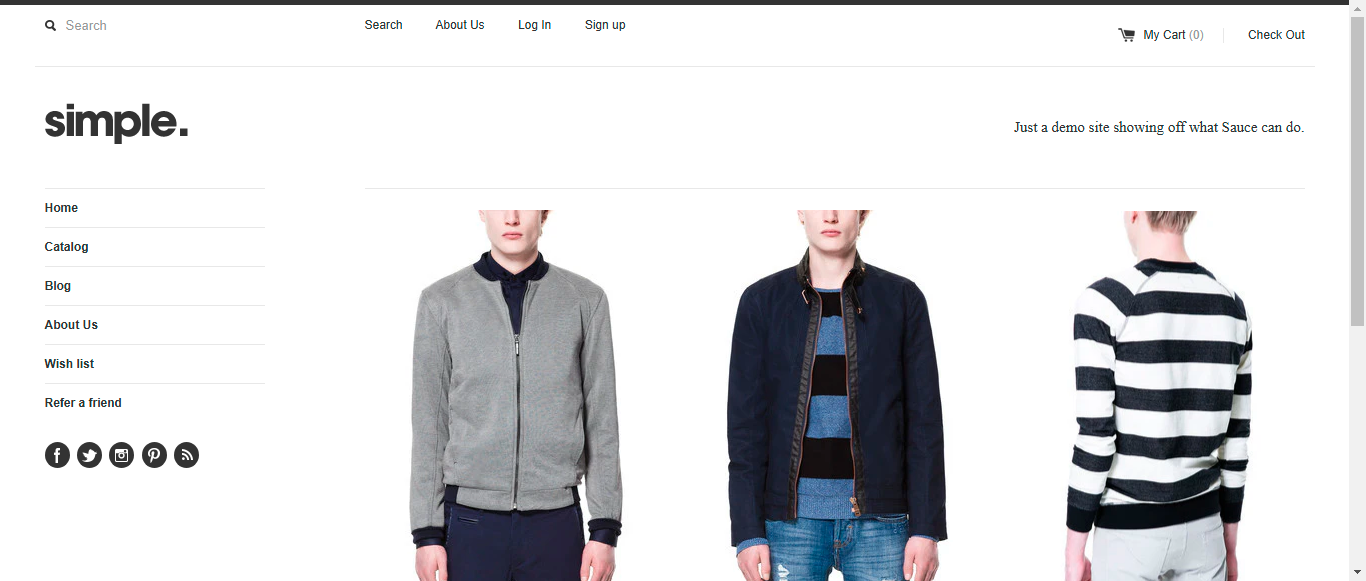 Search
Search About Us Log In Sign up
My Cart (0) Check Out
simple.
Just a demo site showing off what Sauce can do.
Home
Catalog
Blog
About Us
Wish list
Refer a friend